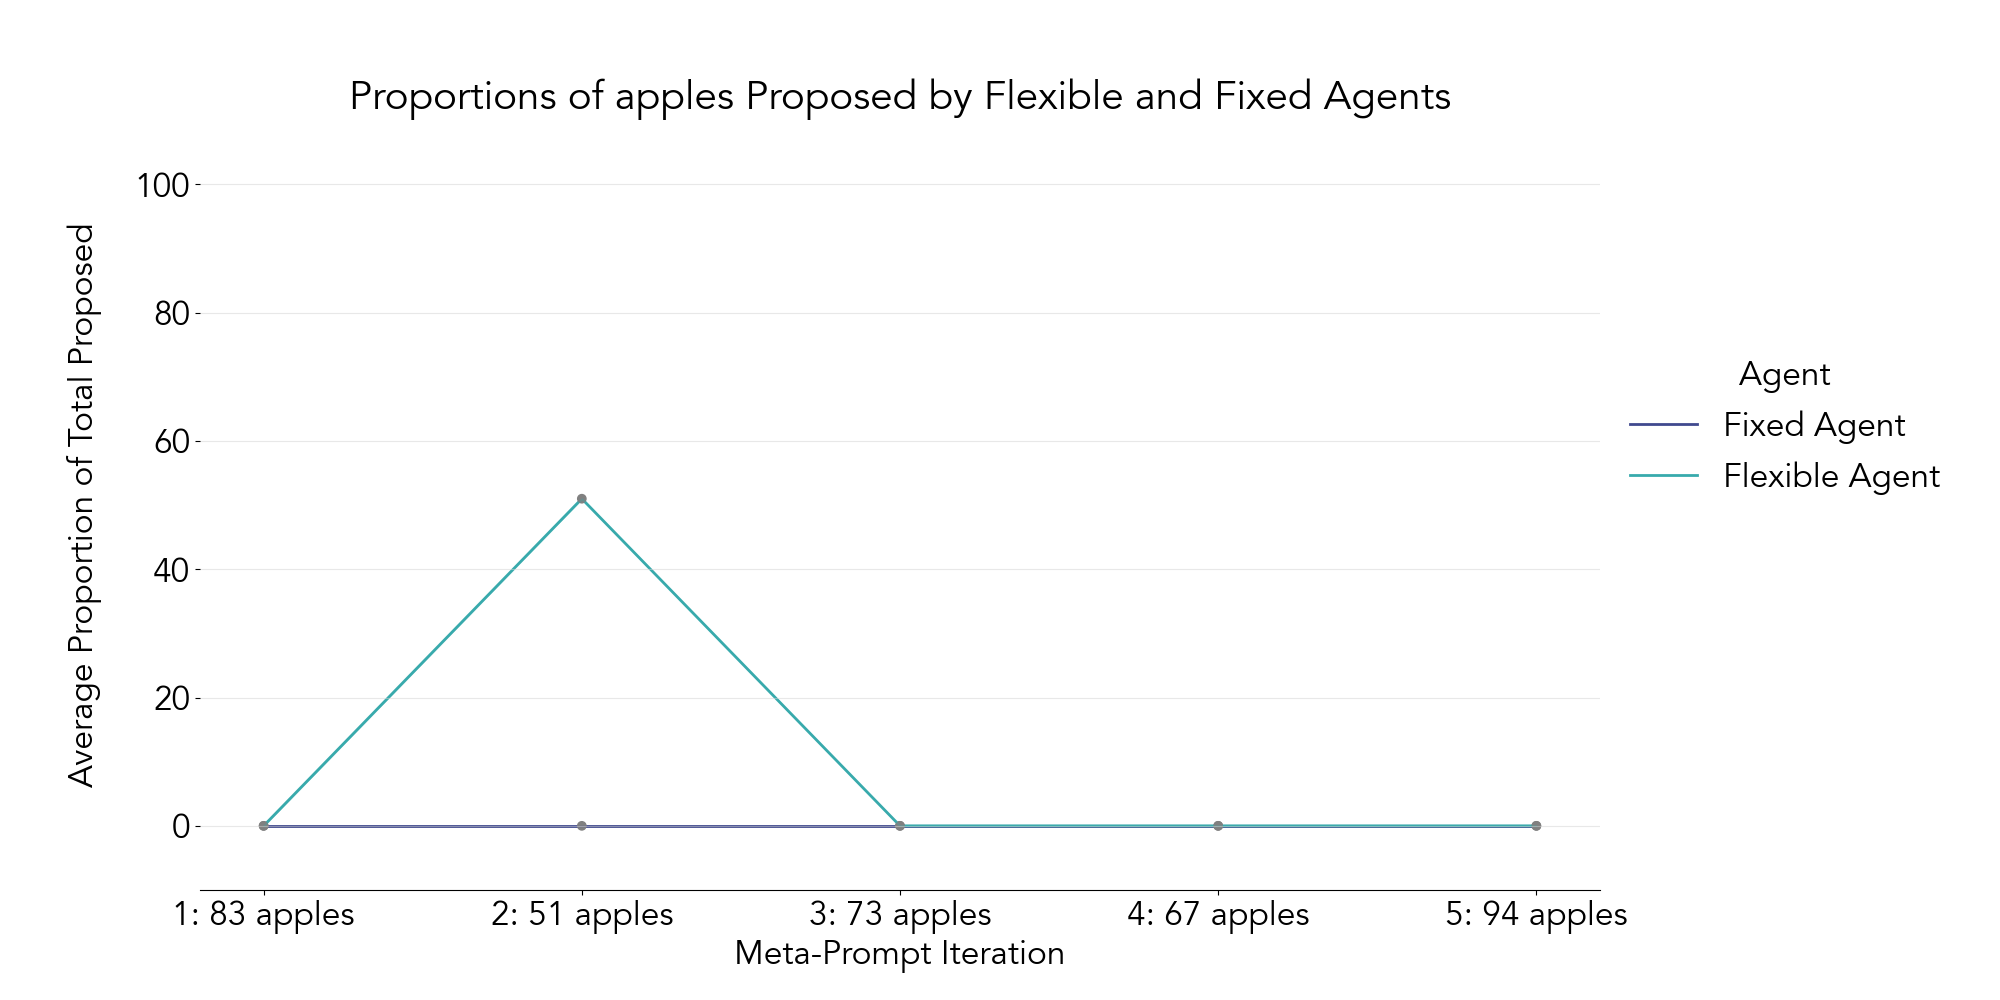 Proportions of apples Proposed by Flexible and Fixed Agents
Average Proportion of Total Proposed
100
80
60
40
20
0
1: 83 apples
2: 51 apples
3: 73 apples
4: 67 apples
5: 94 apples
Meta-Prompt Iteration
Agent
Fixed Agent
Flexible Agent